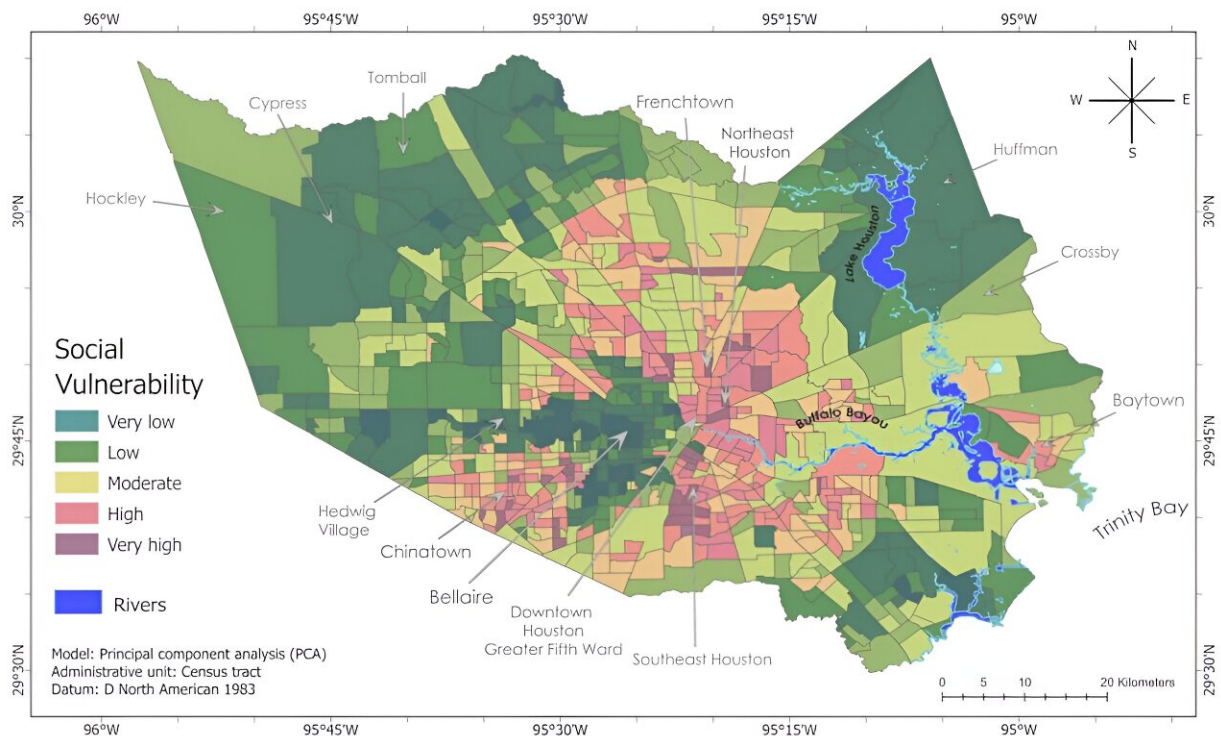 96°W 95°45'W 95°30'W 95°15'W 95°W
Tomball
Cypress
Frenchtown
Northeast
Houston
N
W E
S
Huffman
Hockley
30°N 30°N
Lake Houston
Crossby
Social
Vulnerability
Very low
Low
Moderate
High
Very high
Rivers
Buffalo Bayou
Baytown
29°45'N 29°45'N
Trinity Bay
Hedwig
Village
Chinatown
Bellaire
Downtown
Houston
Greater Fifth Ward
Southeast Houston
Model: Principal component analysis (PCA)
Administrative unit: Census tract
Datum: D North American 1983
29°30'N 29°30'N
0 5 10 20 Kilometers
96°W 95°45'W 95°30'W 95°15'W 95°W